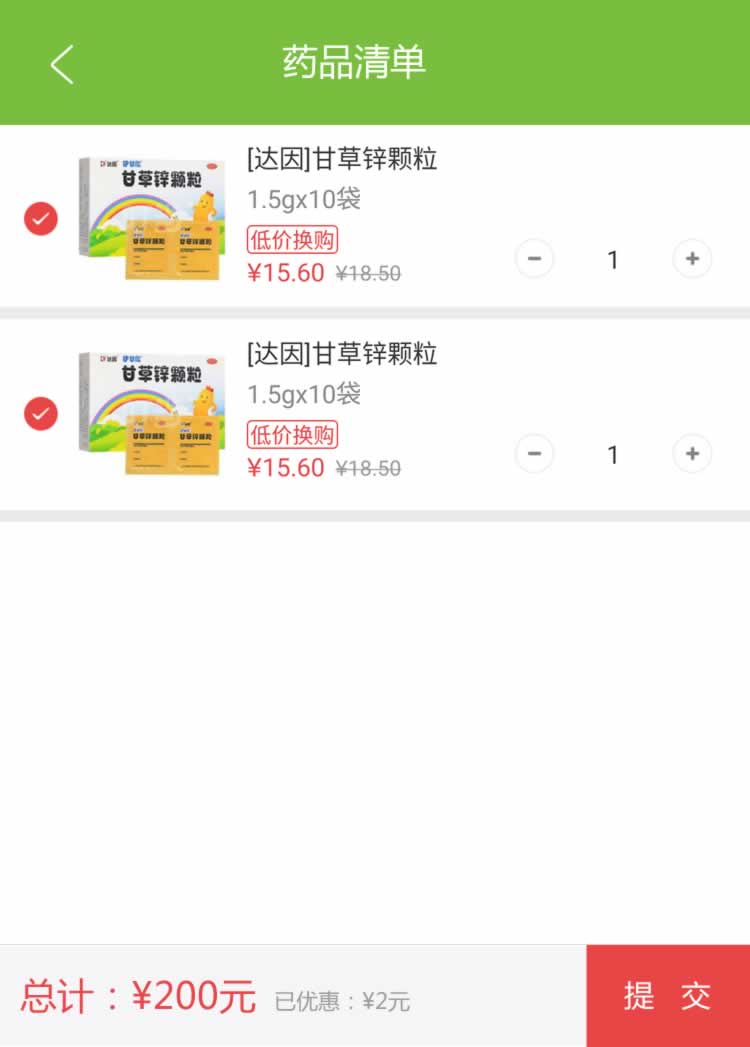 药品清单
[达因]甘草锌颗粒
1.5gx10袋
低价换购
¥15.60 ¥18.50
1
甘草锌颗粒
[达因]甘草锌颗粒
1.5gx10袋
低价换购
¥15.60 ¥18.50
1
甘草锌颗粒
总计：¥200元 已优惠：¥2元
提 交